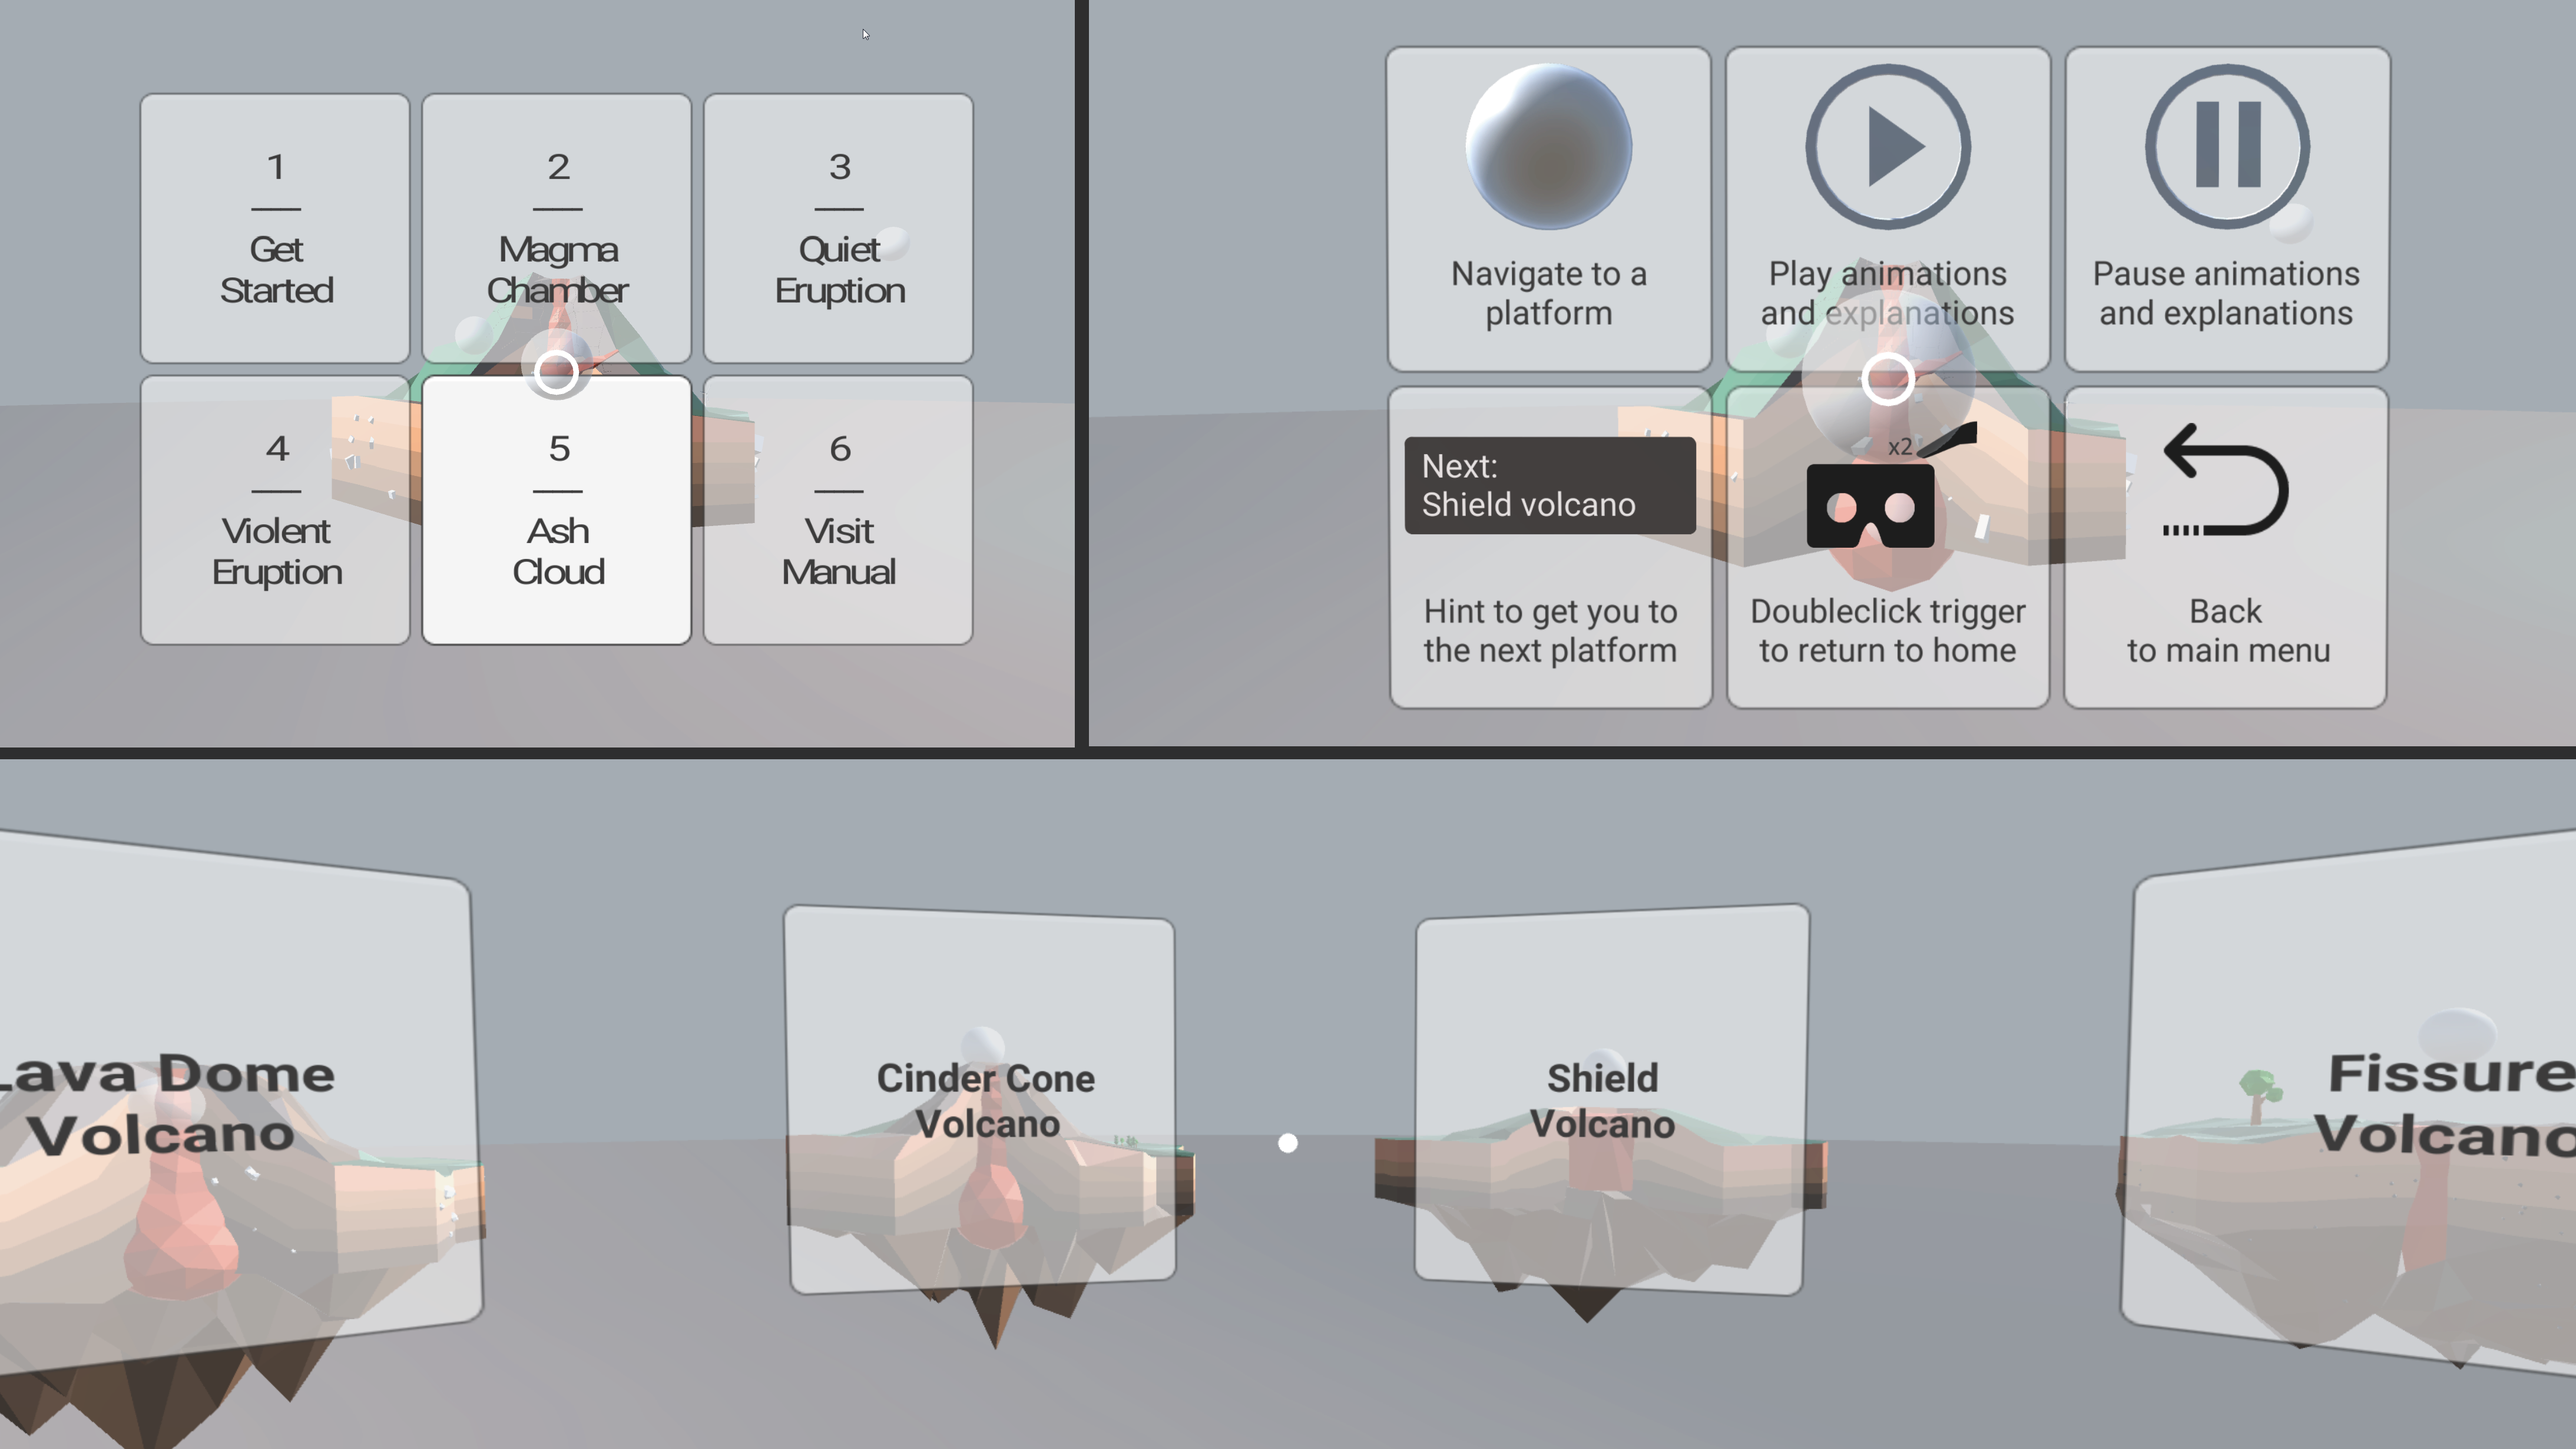 1
Get
Started
2
Magma
Chamber
3
Quiet
Eruption
4
Violent
Eruption
5
Ash
Cloud
6
Visit
Manual
Navigate to a
platform
Play animations
and explanations
Pause animations
and explanations
Next:
Shield volcano
Hint to get you to
the next platform
x2
Doubleclick trigger
to return to home
Back
to main menu
Lava Dome
Volcano
Cinder Cone
Volcano
Shield
Volcano
Fissure
Volcano